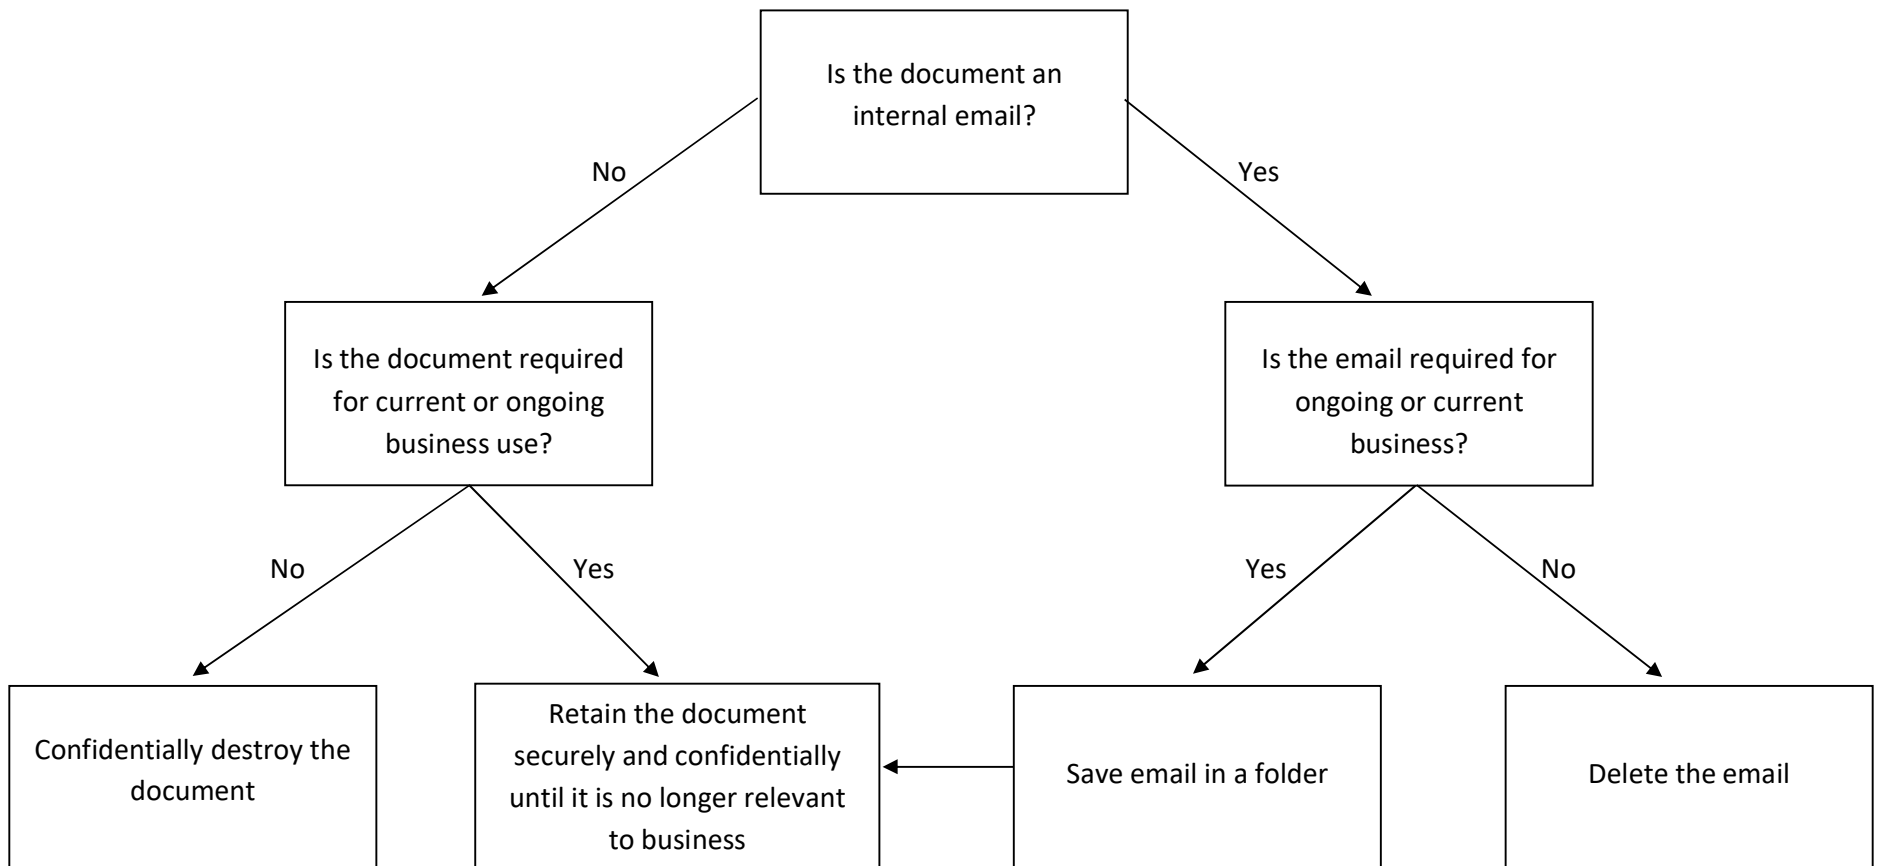 Is the document an
internal email?
No
Yes
Is the document required
for current or ongoing
business use?
Is the email required for
ongoing or current
business?
No
Yes
Yes
No
Confidentially destroy the
document
Retain the document
securely and confidentially
until it is no longer relevant
to business
Save email in a folder
Delete the email